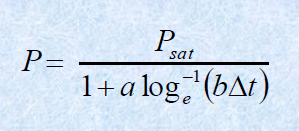 P = P_sat / (1 + a log_e^{-1}(bΔt))